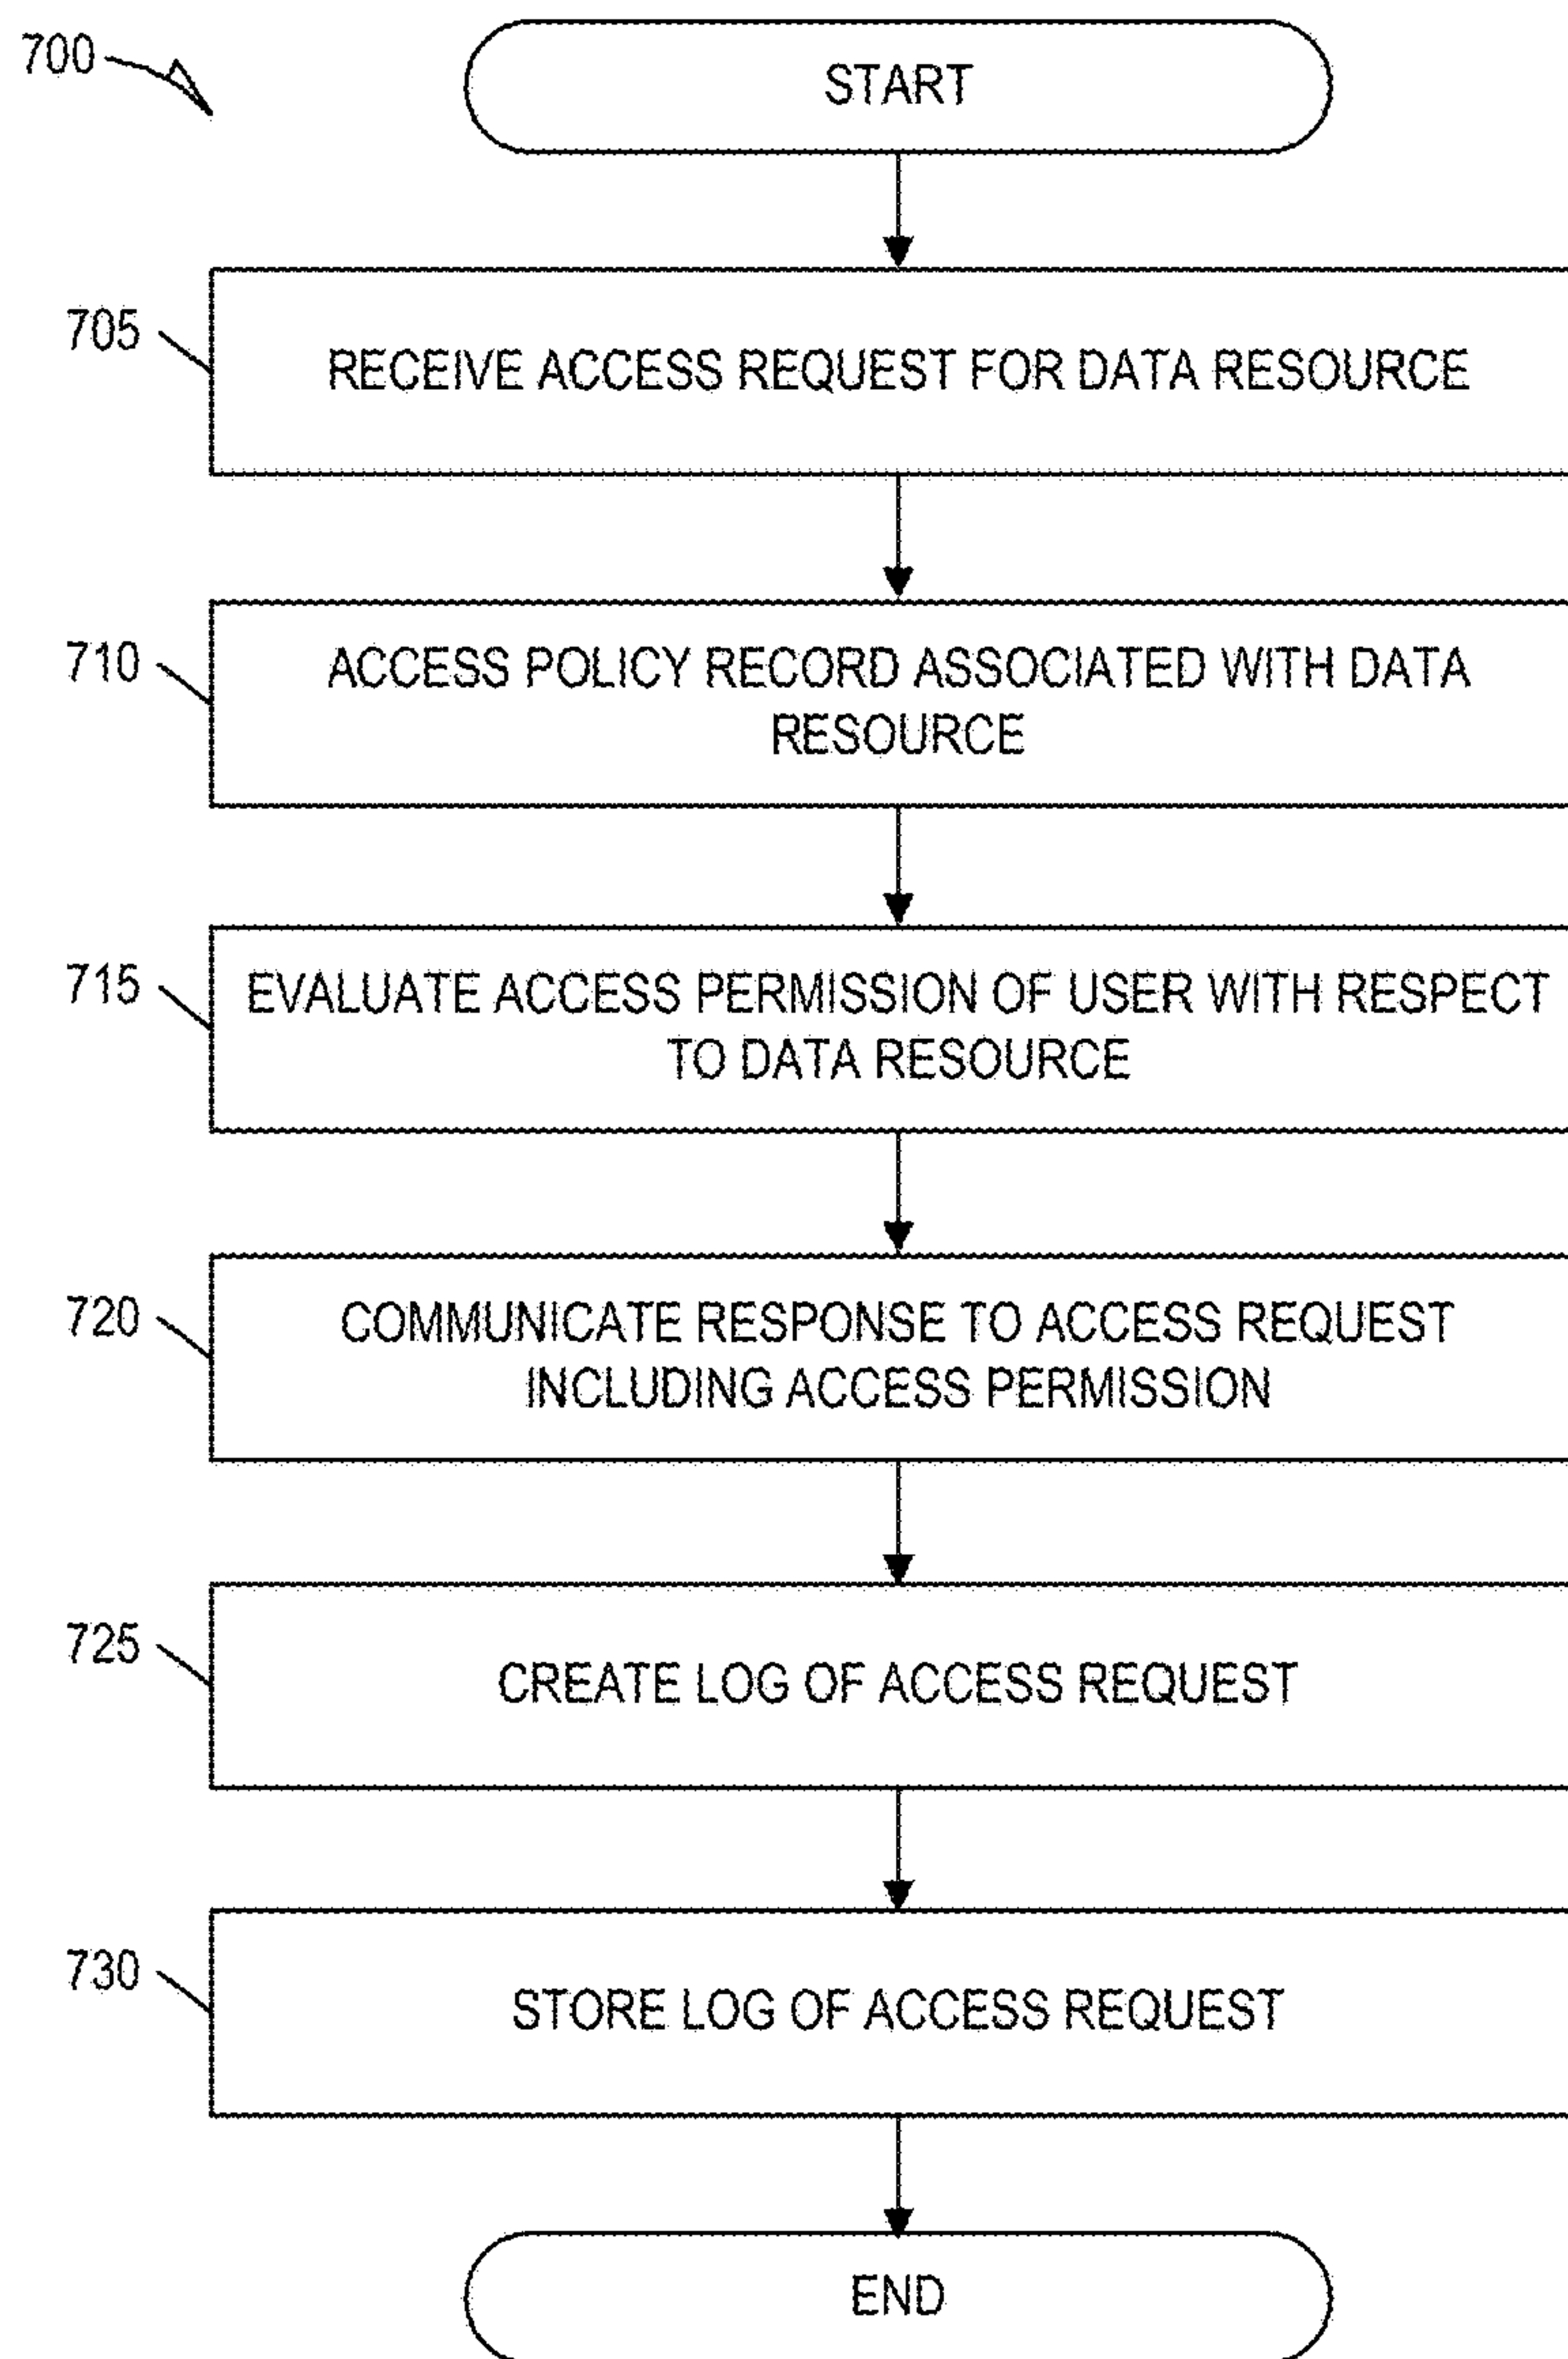 700
START
705
RECEIVE ACCESS REQUEST FOR DATA RESOURCE
710
ACCESS POLICY RECORD ASSOCIATED WITH DATA
RESOURCE
715
EVALUATE ACCESS PERMISSION OF USER WITH RESPECT
TO DATA RESOURCE
720
COMMUNICATE RESPONSE TO ACCESS REQUEST
INCLUDING ACCESS PERMISSION
725
CREATE LOG OF ACCESS REQUEST
730
STORE LOG OF ACCESS REQUEST
END